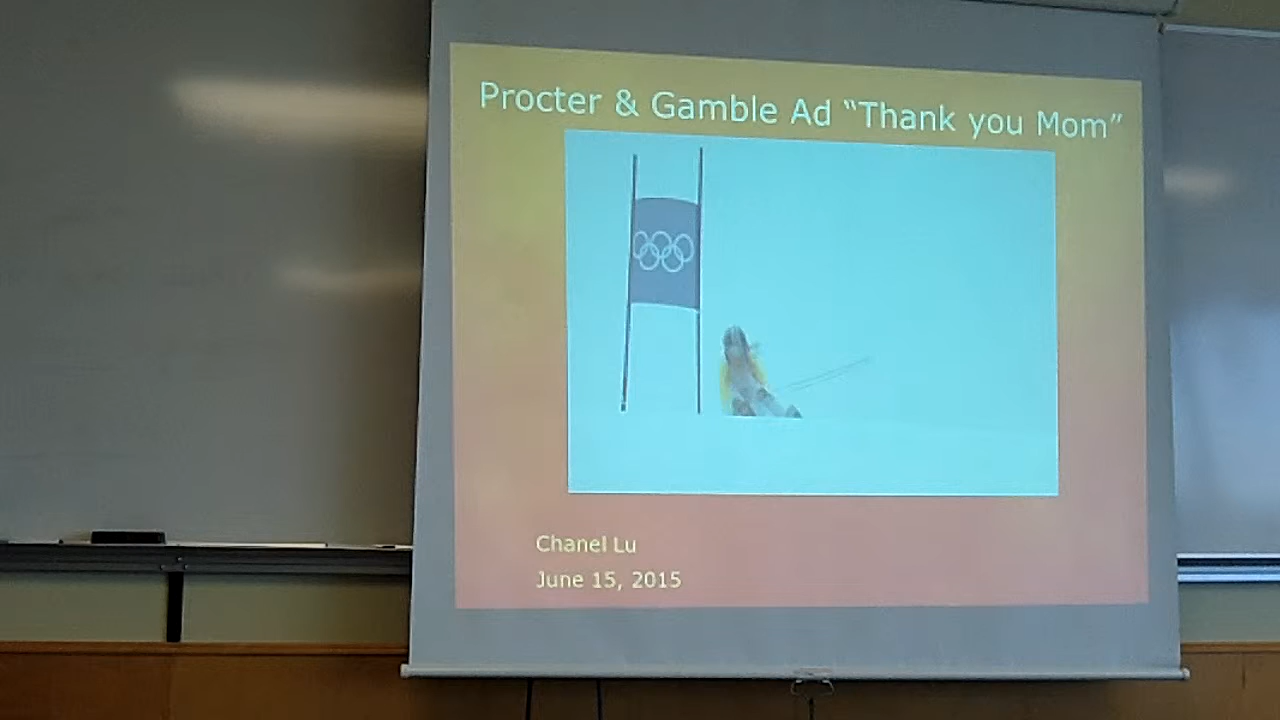 Procter & Gamble Ad “Thank you Mom”
Chanel Lu
June 15, 2015